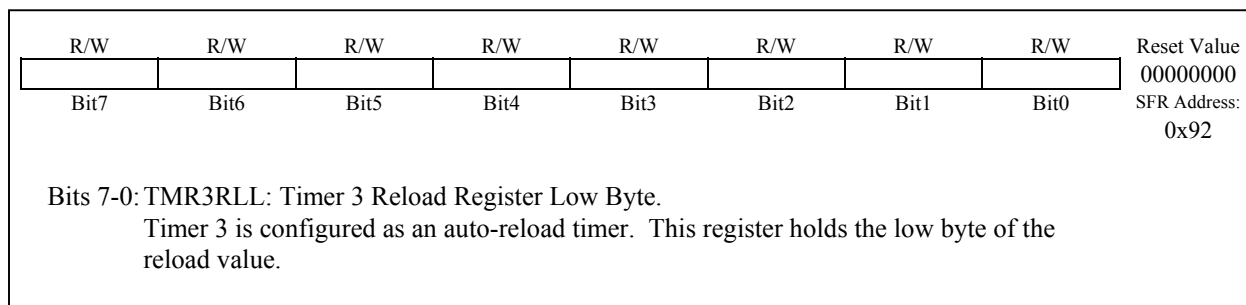 R/W R/W R/W R/W R/W R/W R/W R/W Reset Value
00000000
Bit7 Bit6 Bit5 Bit4 Bit3 Bit2 Bit1 Bit0 SFR Address:
0x92
Bits 7-0: TMR3RLL: Timer 3 Reload Register Low Byte.
Timer 3 is configured as an auto-reload timer. This register holds the low byte of the
reload value.